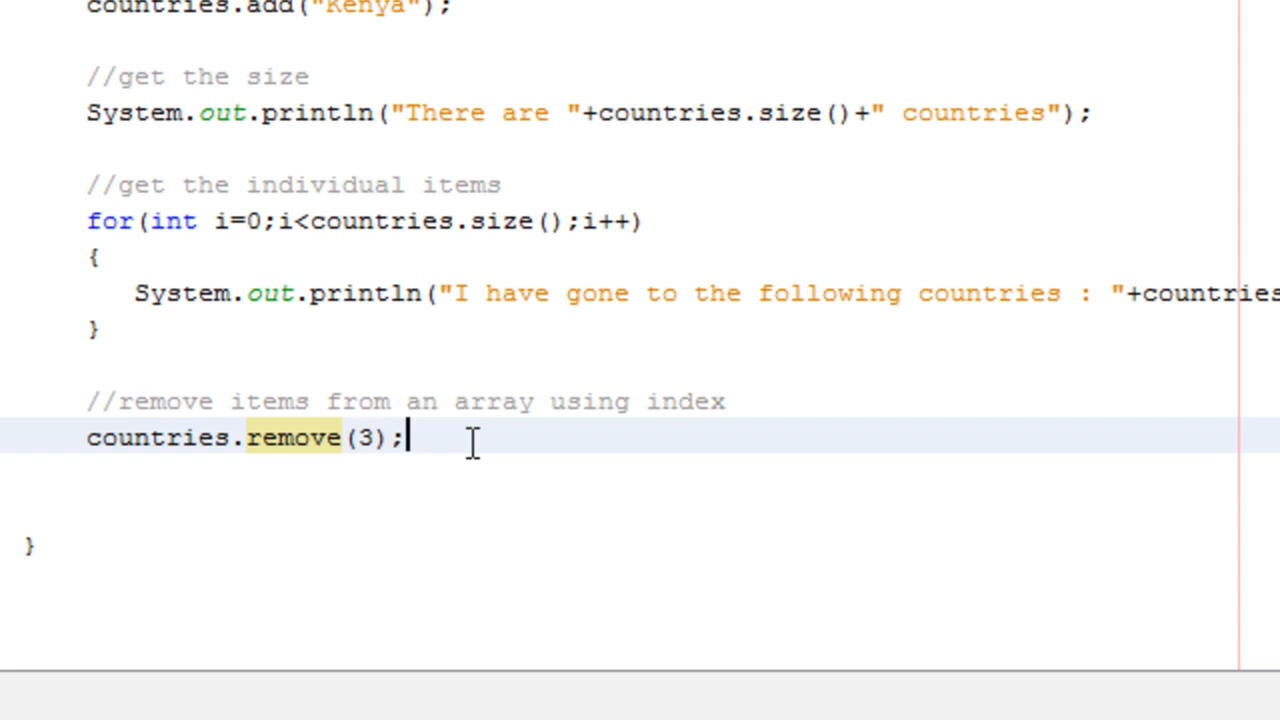 countries.add("Kenya");
//get the size
System.out.println("There are "+countries.size()+" countries");
//get the individual items
for(int i=0;i<countries.size();i++)
{
System.out.println("I have gone to the following countries : "+countries
}
//remove items from an array using index
countries.remove(3);
}